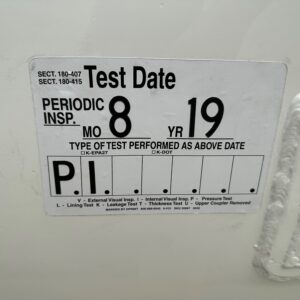 SECT. 180-407
SECT. 180-415
Test Date
PERIODIC
INSP.
MO 8 YR 19
TYPE OF TEST PERFORMED AS ABOVE DATE
K-EPA27 K-DOT
P. I.
V - External Visual Insp. I - Internal Visual Insp. P - Pressure Test
L - Lining Test K - Leakage Test T - Thickness Test U - Upper Coupler Removed